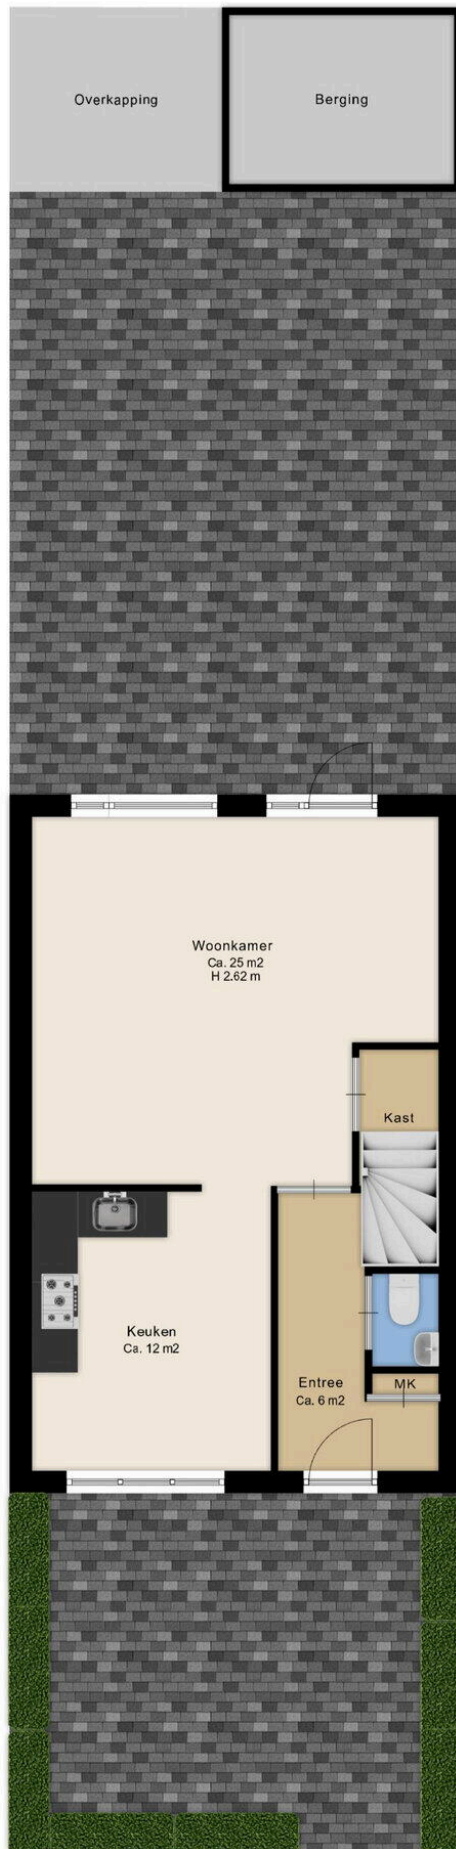 Overkapping
Berging
Woonkamer
Ca. 25 m2
H 2.62 m
Kast
Keuken
Ca. 12 m2
Entree
Ca. 6 m2
MK